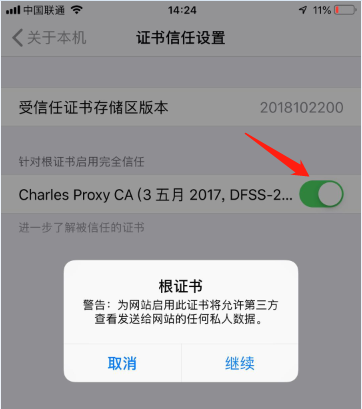 中国联通 14:24 11%
关于本机 证书信任设置
受信任证书存储区版本 2018102200
针对根证书启用完全信任
Charles Proxy CA (3 五月 2017, DFSS-2...
进一步了解被信任的证书
根证书
警告：为网站启用此证书将允许第三方
查看发送给网站的任何私人数据。
取消 继续